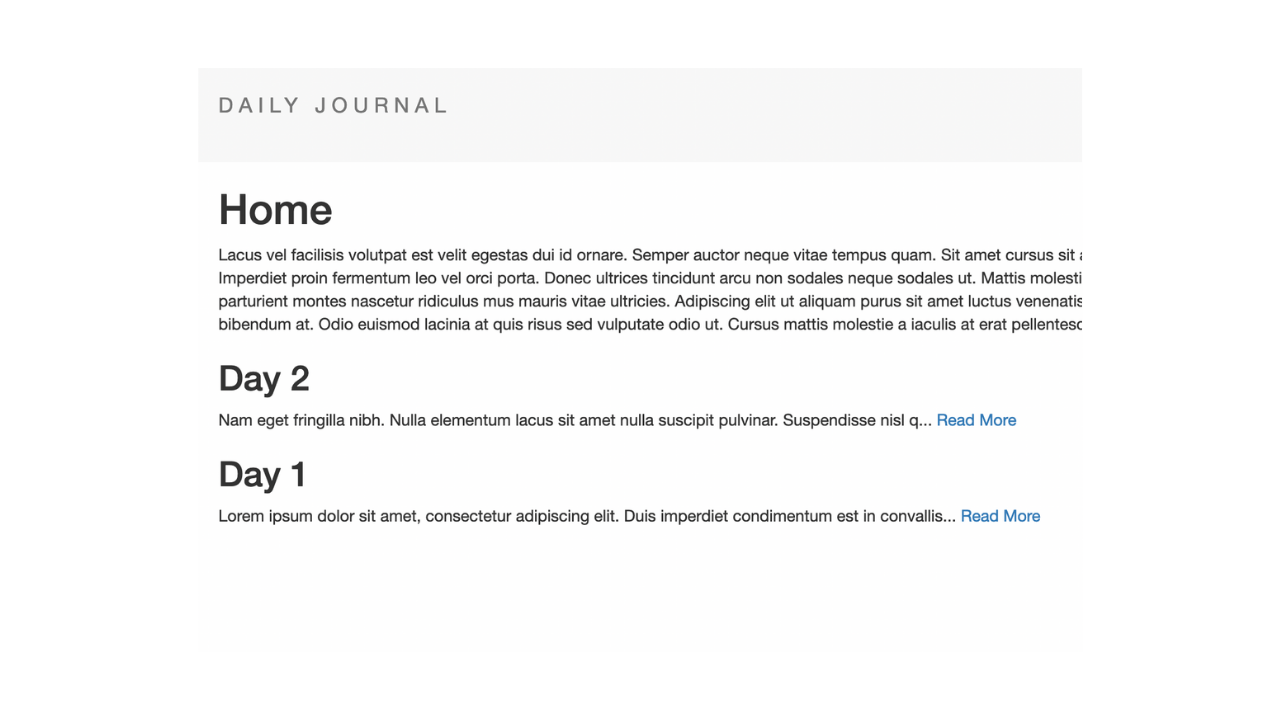 DAILY JOURNAL
Home
Lacus vel facilisis volutpat est velit egestas dui id ornare. Semper auctor neque vitae tempus quam. Sit amet cursus sit
Imperdiet proin fermentum leo vel orci porta. Donec ultrices tincidunt arcu non sodales neque sodales ut. Mattis molesti
parturient montes nascetur ridiculus mus mauris vitae ultricies. Adipiscing elit ut aliquam purus sit amet luctus venenatis
bibendum at. Odio euismod lacinia at quis risus sed vulputate odio ut. Cursus mattis molestie a iaculis at erat
Day 2
Nam eget fringilla nibh. Nulla elementum lacus sit amet nulla suscipit pulvinar. Suspendisse nisl q... Read More
Day 1
Lorem ipsum dolor sit amet, consectetur adipiscing elit. Duis imperdiet condimentum est in convallis... Read More